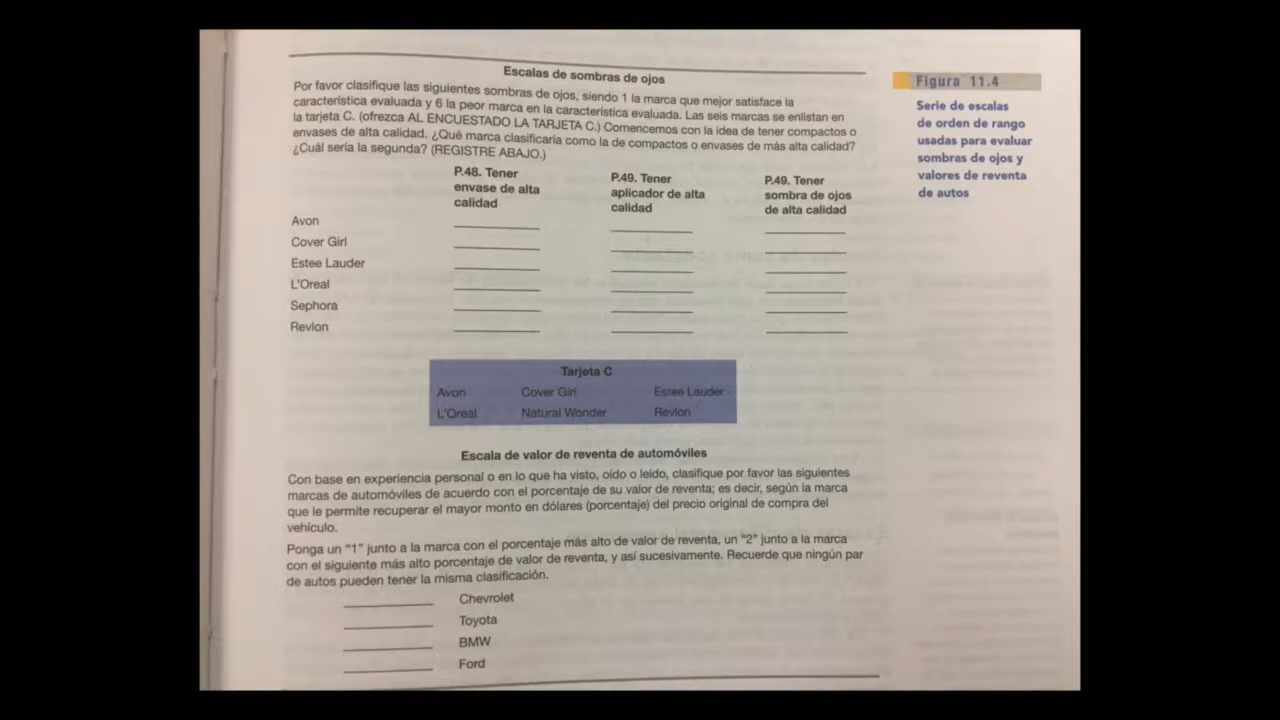 Escalas de sombras de ojos
Por favor clasifique las siguientes sombras de ojos, siendo 1 la marca que mejor satisface la
característica evaluada y 6 la peor marca en la característica evaluada. Las seis marcas se enlistan en
la tarjeta C. (ofrezca AL ENCUESTADO LA TARJETA C.) Comencemos con la idea de tener compactos o
envases de alta calidad. ¿Qué marca clasificaría como la de compactos o envases de más alta calidad?
¿Cuál sería la segunda? (REGISTRE ABAJO.)
P.48. Tener envase de alta calidad
P.49. Tener aplicador de alta calidad
P.49. Tener sombra de ojos de alta calidad
Avon
Cover Girl
Estee Lauder
L'Oreal
Sephora
Revlon
Tarjeta C
Avon Cover Girl Estee Lauder
L'Oreal Natural Wonder Revlon
Escala de valor de reventa de automóviles
Con base en experiencia personal o en lo que ha visto, oído o leído, clasifique por favor las siguientes
marcas de automóviles de acuerdo con el porcentaje de su valor de reventa; es decir, según la marca
que le permite recuperar el mayor monto en dólares (porcentaje) del precio original de compra del
vehículo.
Ponga un "1" junto a la marca con el porcentaje más alto de valor de reventa, un "2" junto a la marca
con el siguiente más alto porcentaje de valor de reventa, y así sucesivamente. Recuerde que ningún par
de autos pueden tener la misma clasificación.
Chevrolet
Toyota
BMW
Ford
Figura 11.4
Serie de escalas
de orden de rango
usadas para evaluar
sombras de ojos y
valores de reventa
de autos